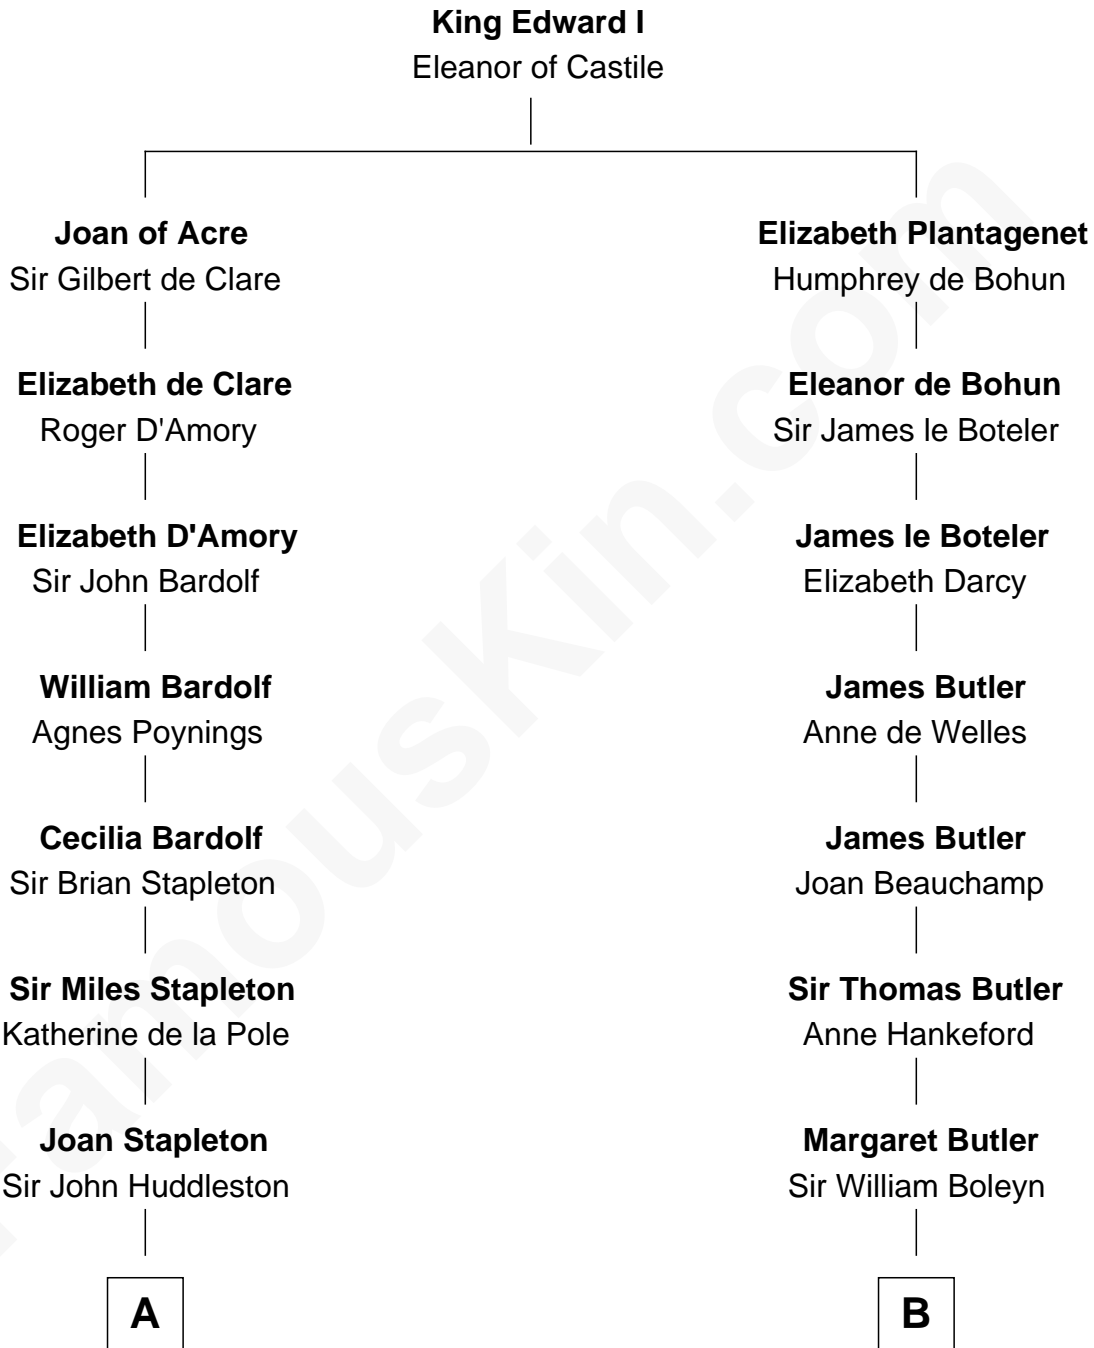 King Edward I
Eleanor of Castile
Joan of Acre
Sir Gilbert de Clare
Elizabeth Plantagenet
Humphrey de Bohun
Elizabeth de Clare
Roger D'Amory
Eleanor de Bohun
Sir James le Boteler
Elizabeth D'Amory
Sir John Bardolf
James le Boteler
Elizabeth Darcy
William Bardolf
Agnes Poynings
James Butler
Anne de Welles
Cecilia Bardolf
Sir Brian Stapleton
James Butler
Joan Beauchamp
Sir Miles Stapleton
Katherine de la Pole
Sir Thomas Butler
Anne Hankeford
Joan Stapleton
Sir John Huddleston
Margaret Butler
Sir William Boleyn
A
B
FamousKin.com